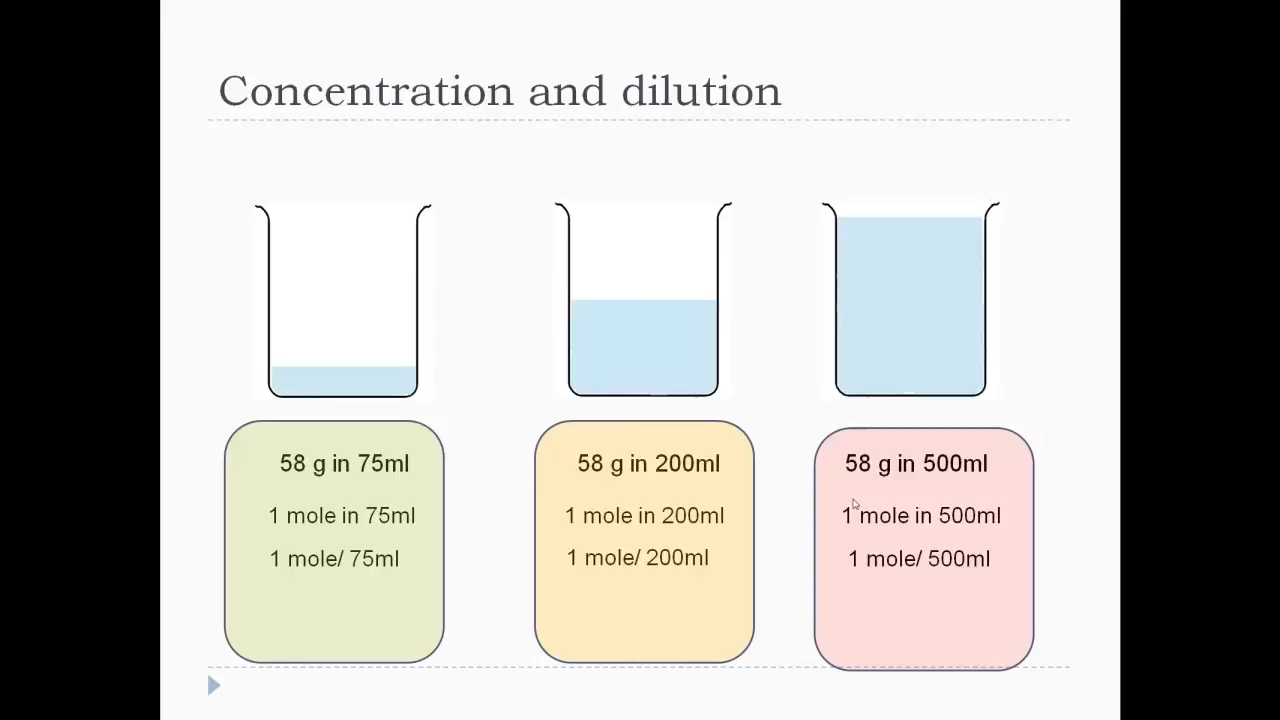 Concentration and dilution
58 g in 75ml
1 mole in 75ml
1 mole/ 75ml
58 g in 200ml
1 mole in 200ml
1 mole/ 200ml
58 g in 500ml
1 mole in 500ml
1 mole/ 500ml